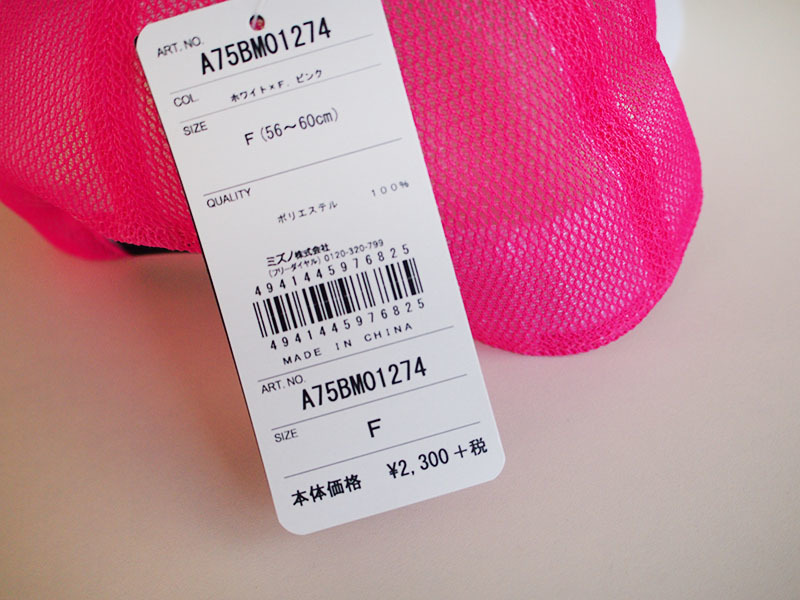 ART. NO.
A75BM01274
COL. ホワイト×F.ピンク
SIZE
F (56～60cm)
QUALITY
ポリエステル 100%
ミズノ株式会社
(フリーダイヤル) 0120-320-799
4941445976825
4941445976825
MADE IN CHINA
ART. NO.
A75BM01274
SIZE
F
本体価格 ¥2,300+税